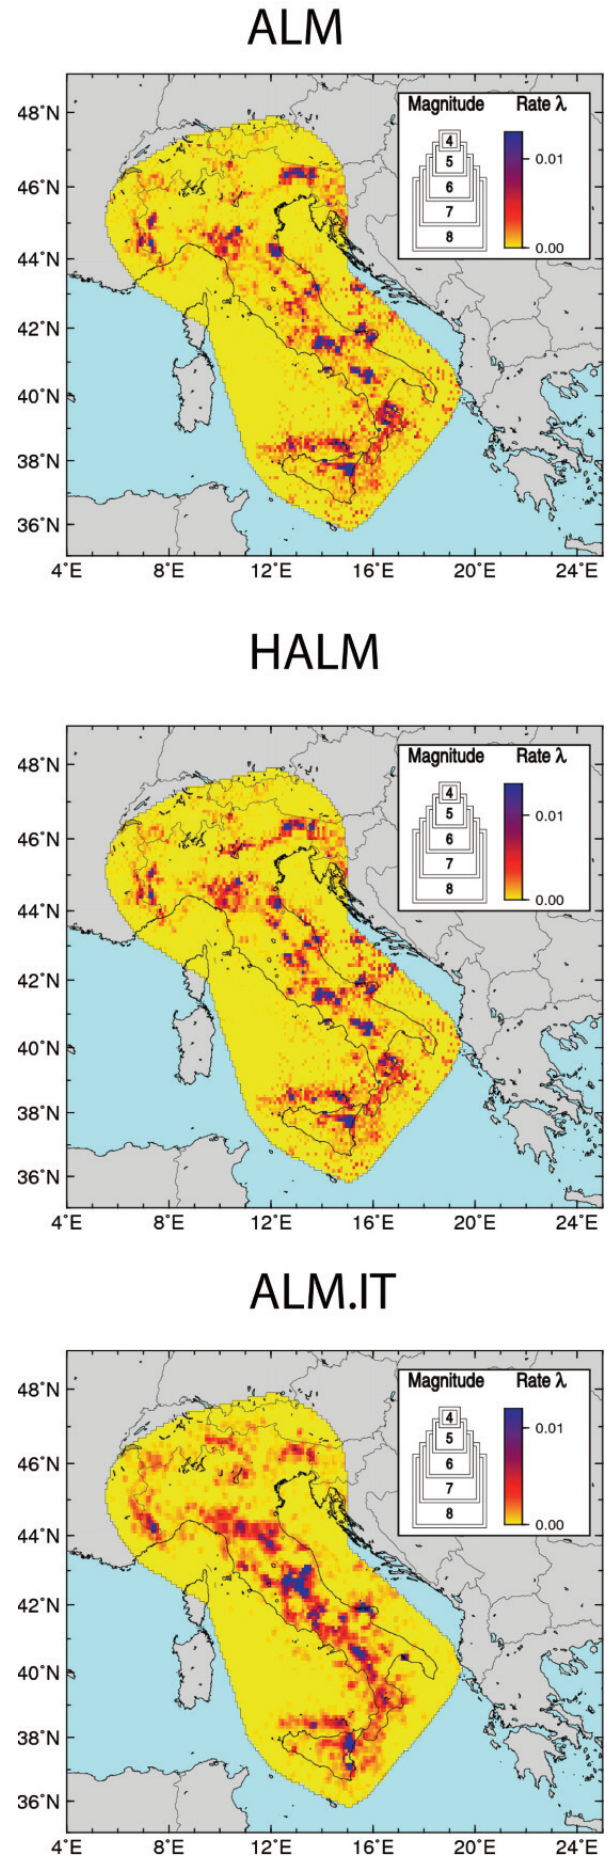 ALM
Magnitude Rate λ
4
5
6
7
8
0.01
0.00
48˚N
46˚N
44˚N
42˚N
40˚N
38˚N
36˚N
4˚E 8˚E 12˚E 16˚E 20˚E 24˚E
HALM
Magnitude Rate λ
4
5
6
7
8
0.01
0.00
48˚N
46˚N
44˚N
42˚N
40˚N
38˚N
36˚N
4˚E 8˚E 12˚E 16˚E 20˚E 24˚E
ALM.IT
Magnitude Rate λ
4
5
6
7
8
0.01
0.00
48˚N
46˚N
44˚N
42˚N
40˚N
38˚N
36˚N
4˚E 8˚E 12˚E 16˚E 20˚E 24˚E